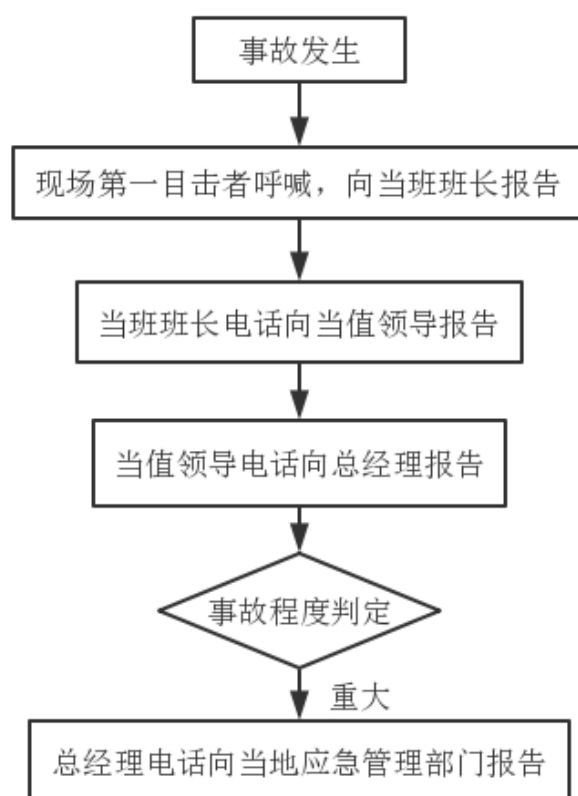 事故发生
现场第一目击者呼喊，向当班班长报告
当班班长电话向当值领导报告
当值领导电话向总经理报告
事故程度判定
重大
总经理电话向当地应急管理部门报告